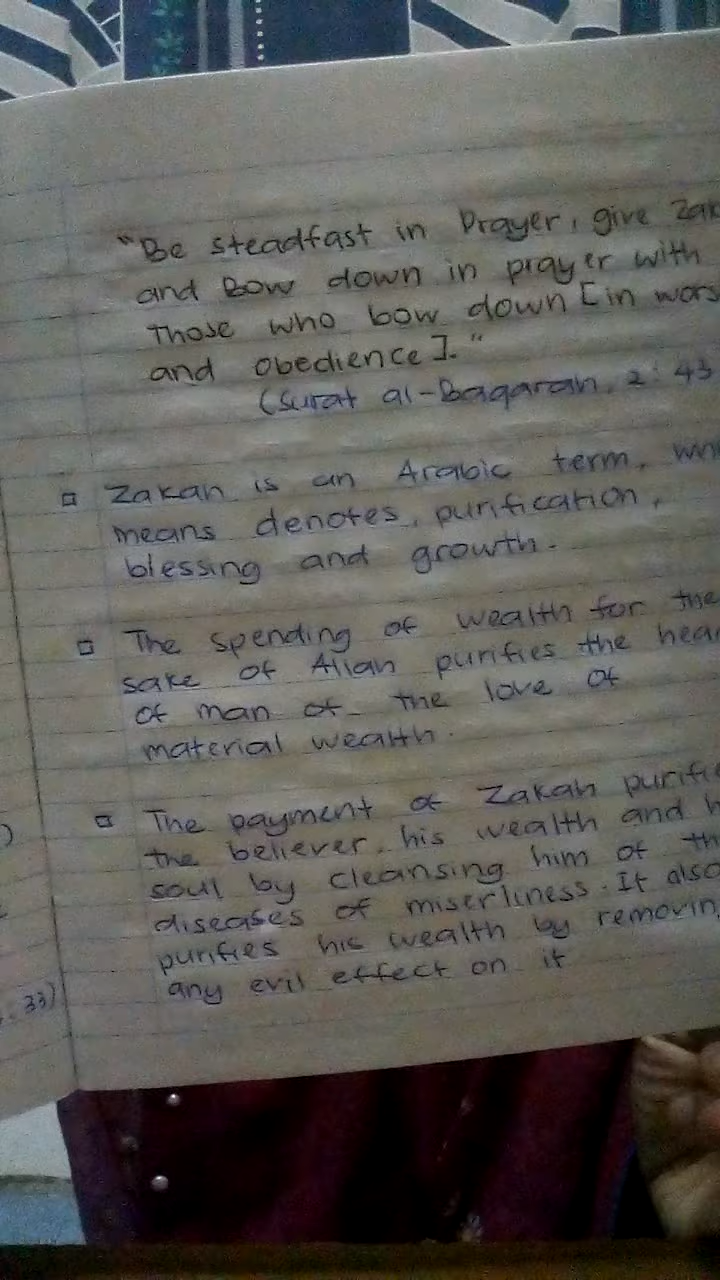 "Be steadfast in Prayer, give Zak
and Bow down in prayer with
Those who bow down [in wors
and obedience]."
(Surat al-Baqarah, 2:43
Zakah is an Arabic term, wh
means denotes, purification,
blessing and growth.
The spending of wealth for the
sake of Allah purifies the hear
of man of the love of
material wealth.
The payment of Zakah purifie
the believer, his wealth and h
soul by cleansing him of th
diseases of miserliness. It also
purifies his wealth by removin
any evil effect on it
)
: 33)